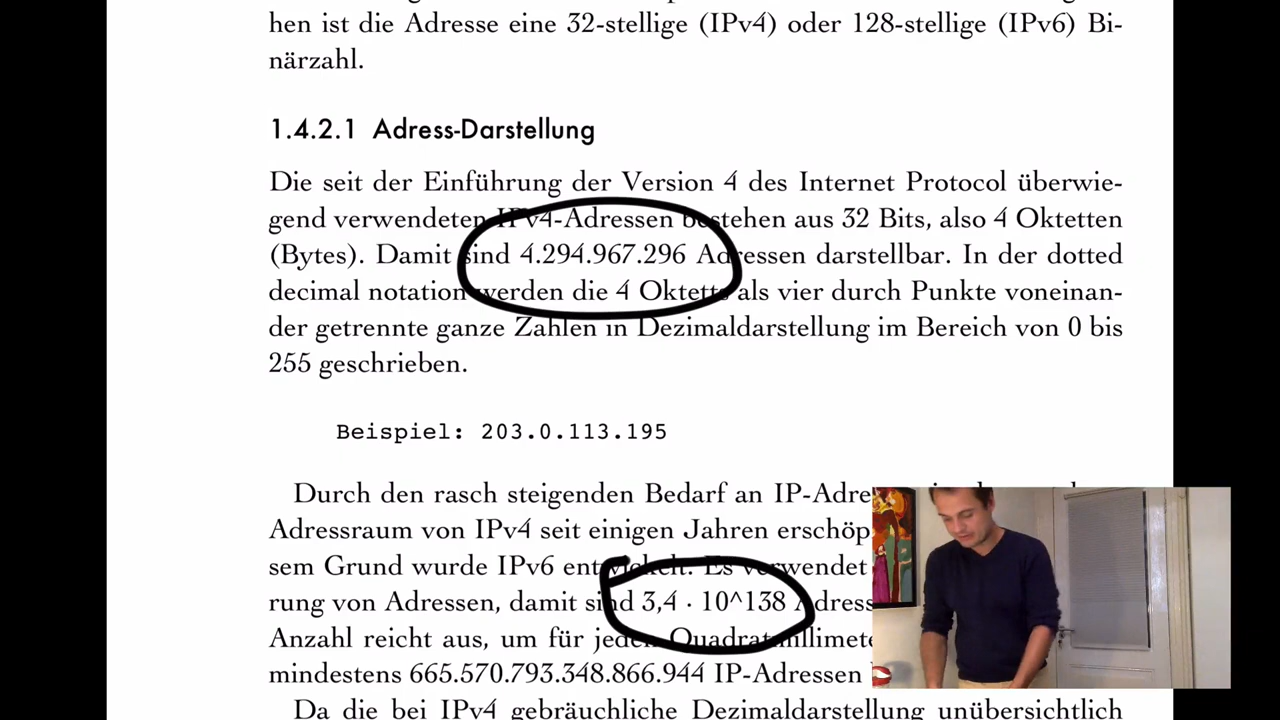 hen ist die Adresse eine 32-stellige (IPv4) oder 128-stellige (IPv6) Bi-
närzahl.
1.4.2.1 Adress-Darstellung
Die seit der Einführung der Version 4 des Internet Protocol überwie-
gend verwendeten IPv4-Adressen bestehen aus 32 Bits, also 4 Oktetten
(Bytes). Damit sind 4.294.967.296 Adressen darstellbar. In der dotted
decimal notation werden die 4 Oktetts als vier durch Punkte voneinan-
der getrennte ganze Zahlen in Dezimaldarstellung im Bereich von 0 bis
255 geschrieben.
Beispiel: 203.0.113.195
Durch den rasch steigenden Bedarf an IP-Adre
Adressraum von IPv4 seit einigen Jahren erschöp
sem Grund wurde IPv6 entwickelt. Es verwendet
rung von Adressen, damit sind 3,4 · 10^138 Adress
Anzahl reicht aus, um für jeden Quadratmillimete
mindestens 665.570.793.348.866.944 IP-Adressen
Da die bei IPv4 gebräuchliche Dezimaldarstellung unübersichtlich